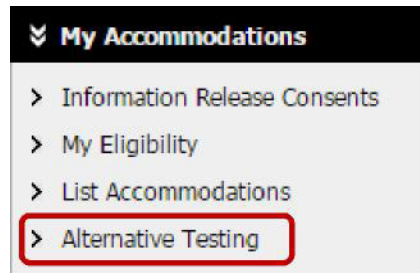 My Accommodations
Information Release Consents
My Eligibility
List Accommodations
Alternative Testing